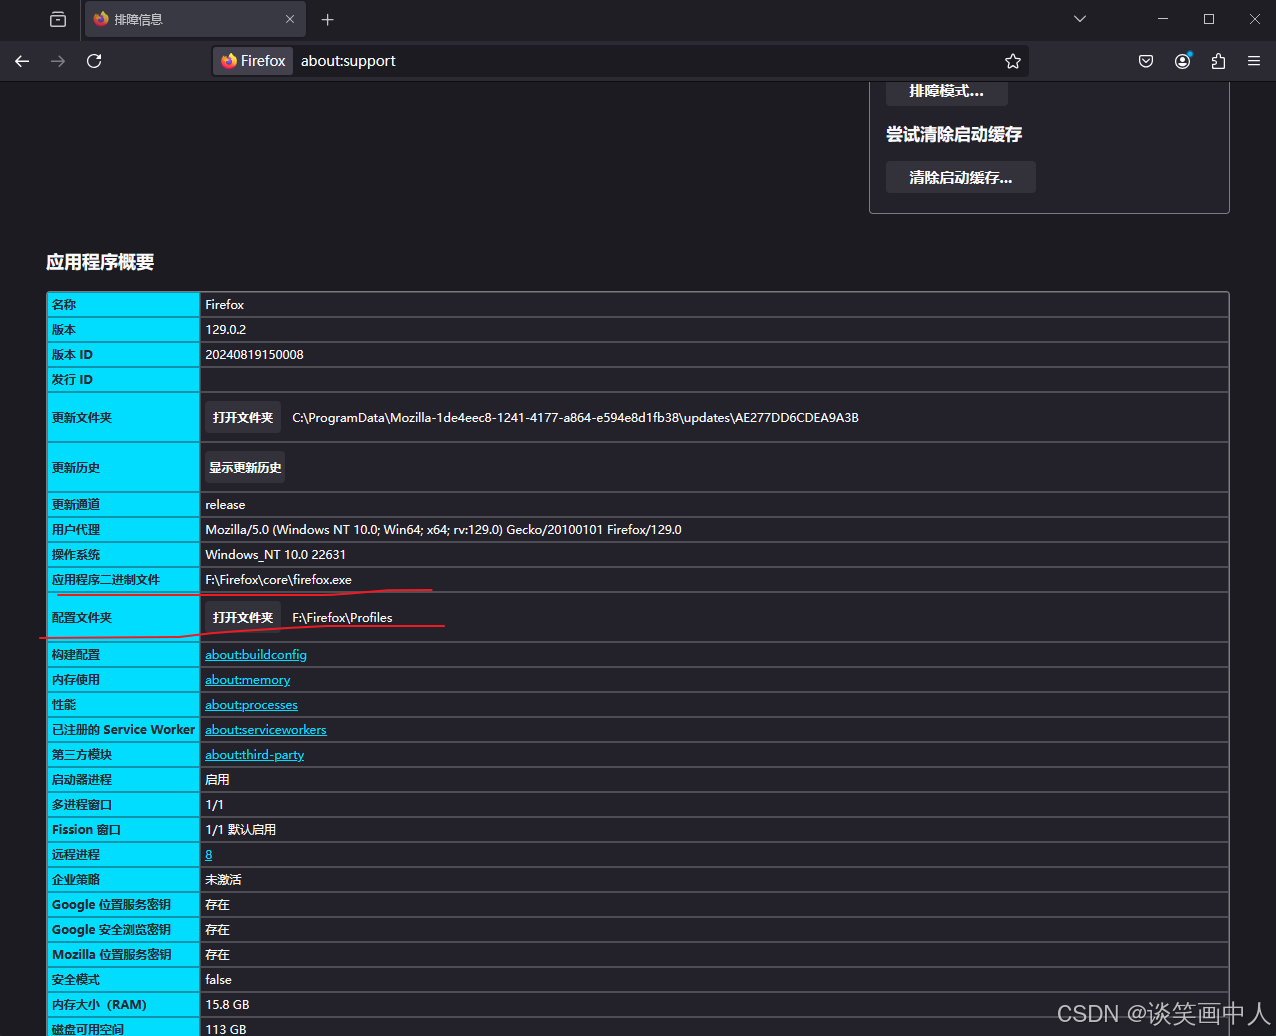 排障信息
Firefox about:support
排障模式...
尝试清除启动缓存
清除启动缓存...
应用程序概要
名称 Firefox
版本 129.0.2
版本 ID 20240819150008
发行 ID
更新文件夹 打开文件夹 C:\ProgramData\Mozilla-1de4eec8-1241-4177-a864-e594e8d1fb38\updates\AE277DD6CDEA9A3B
更新历史 显示更新历史
更新通道 release
用户代理 Mozilla/5.0 (Windows NT 10.0; Win64; x64; rv:129.0) Gecko/20100101 Firefox/129.0
操作系统 Windows_NT 10.0 22631
应用程序二进制文件 F:\Firefox\core\firefox.exe
配置文件夹 打开文件夹 F:\Firefox\Profiles
构建配置 about:buildconfig
内存使用 about:memory
性能 about:processes
已注册的 Service Worker about:serviceworkers
第三方模块 about:third-party
启动器进程 启用
多进程窗口 1/1
Fission 窗口 1/1 默认启用
远程进程 8
企业策略 未激活
Google 位置服务密钥 存在
Google 安全浏览密钥 存在
Mozilla 位置服务密钥 存在
安全模式 false
内存大小（RAM） 15.8 GB
磁盘可用空间 113 GB
CSDN @谈笑画中人